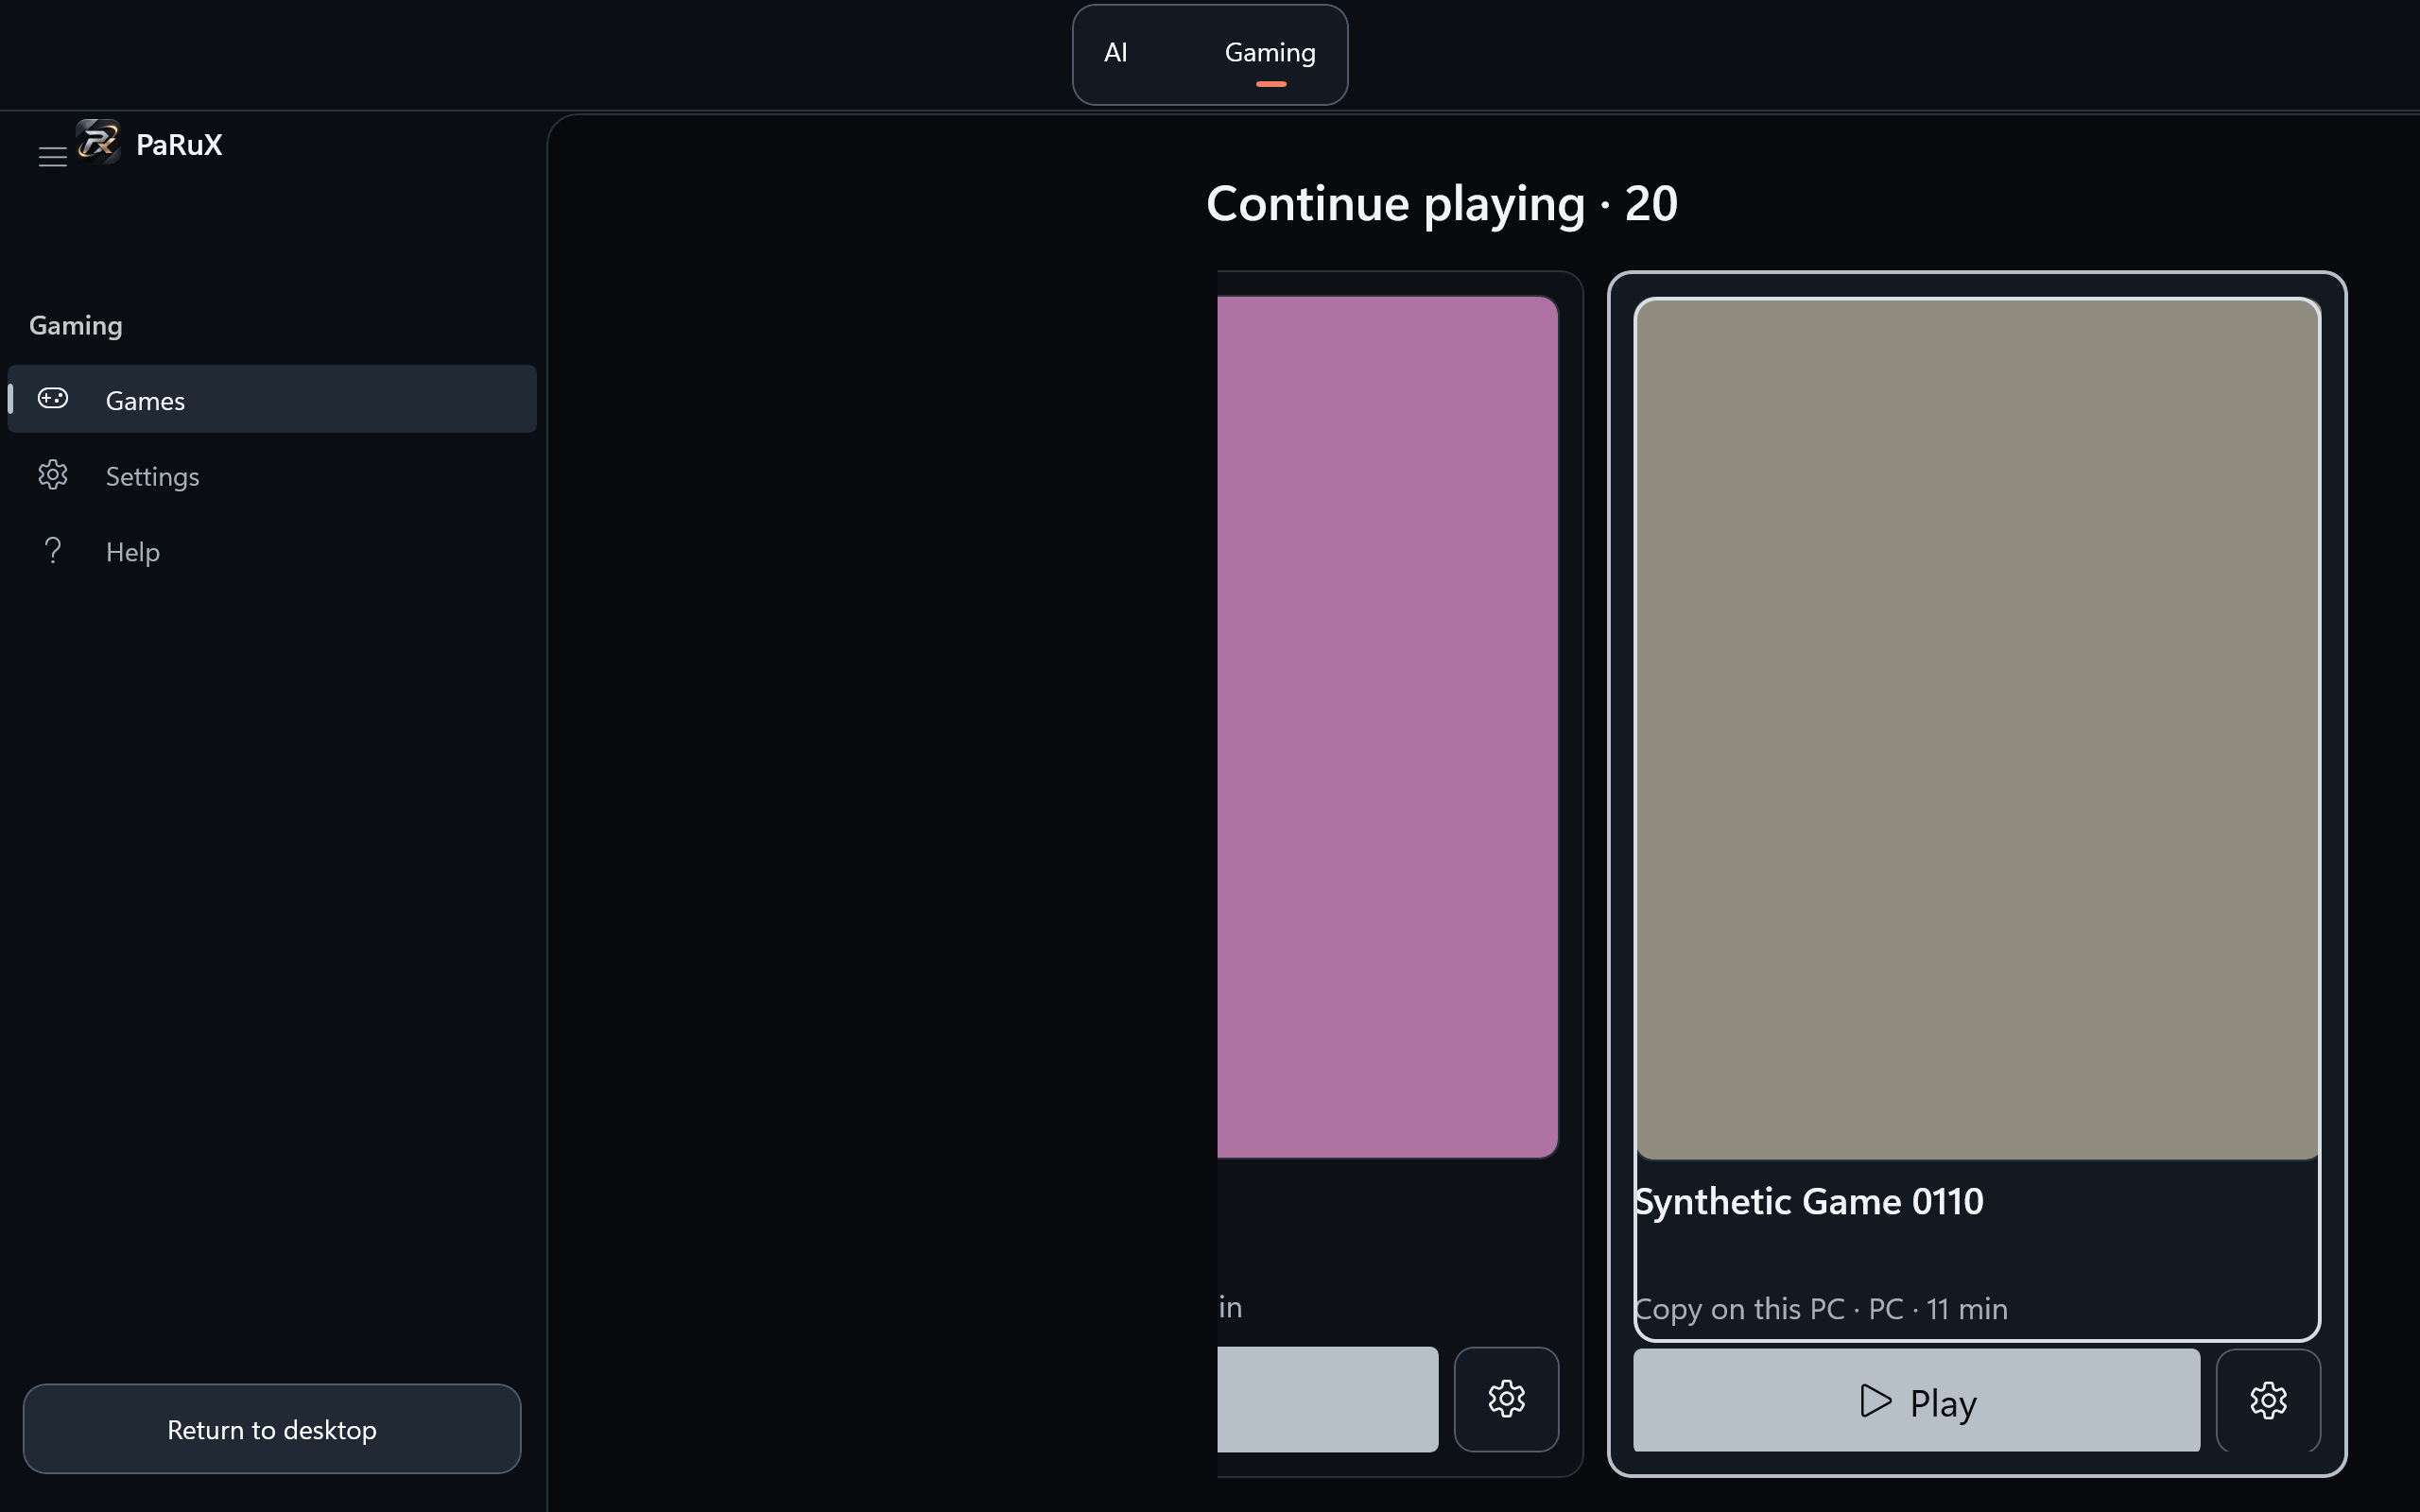 AI
Gaming
PaRuX
Continue playing · 20
Gaming
Games
Settings
Help
Synthetic Game 0110
in
Copy on this PC · PC · 11 min
Play
Return to desktop